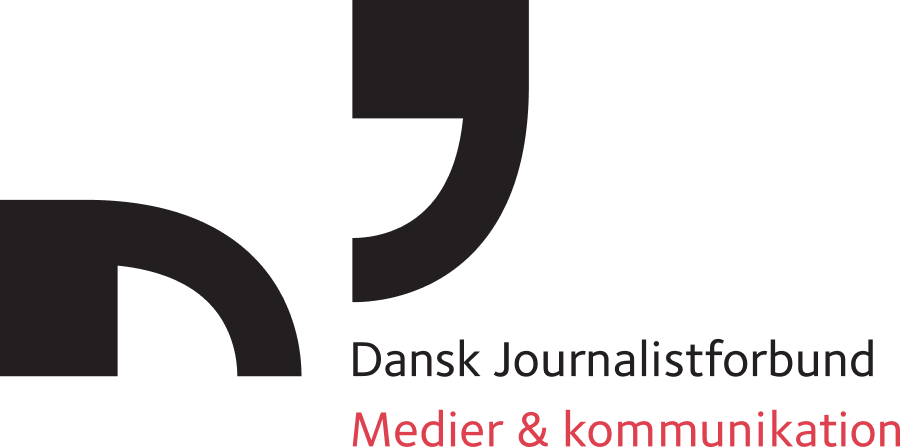 Dansk Journalistforbund
Medier & kommunikation